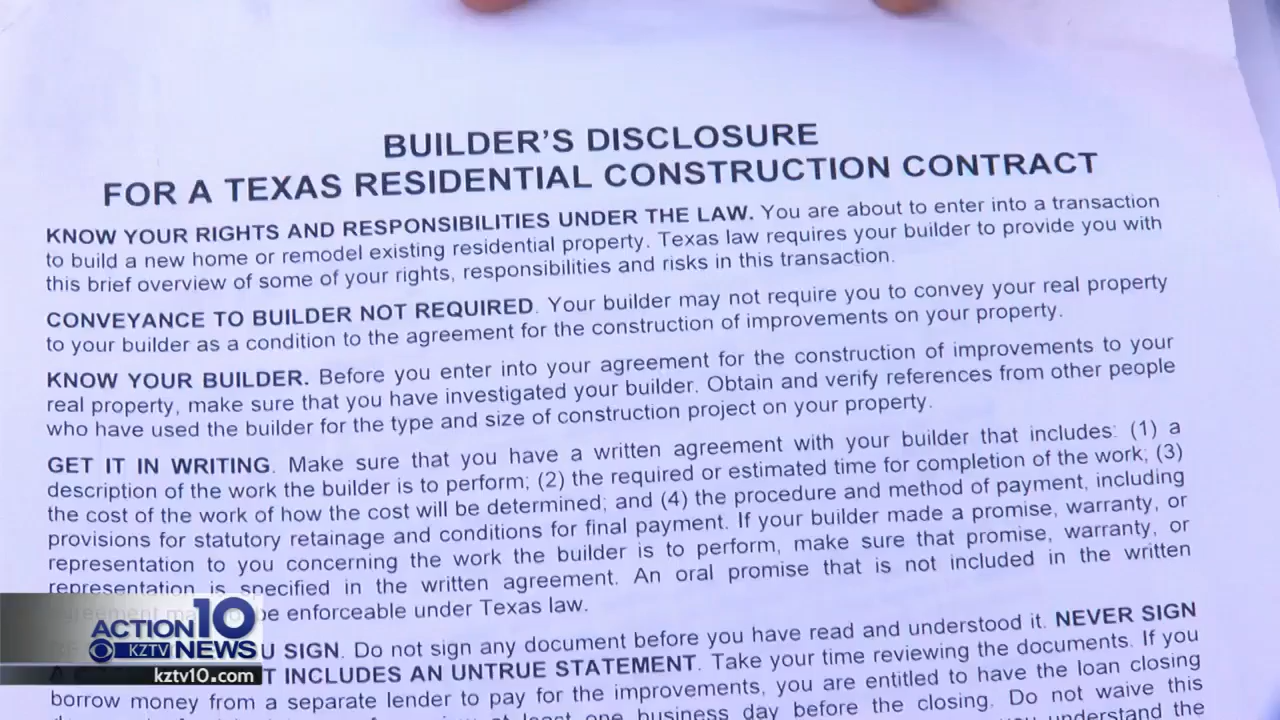 BUILDER'S DISCLOSURE
FOR A TEXAS RESIDENTIAL CONSTRUCTION CONTRACT
KNOW YOUR RIGHTS AND RESPONSIBILITIES UNDER THE LAW. You are about to enter into a transaction
to build a new home or remodel existing residential property. Texas law requires your builder to provide you with
this brief overview of some of your rights, responsibilities and risks in this transaction.
CONVEYANCE TO BUILDER NOT REQUIRED. Your builder may not require you to convey your real property
to your builder as a condition to the agreement for the construction of improvements on your property.
KNOW YOUR BUILDER. Before you enter into your agreement for the construction of improvements to your
real property, make sure that you have investigated your builder. Obtain and verify references from other people
who have used the builder for the type and size of construction project on your property.
GET IT IN WRITING. Make sure that you have a written agreement with your builder that includes: (1) a
description of the work the builder is to perform; (2) the required or estimated time for completion of the work; (3)
the cost of the work of how the cost will be determined; and (4) the procedure and method of payment, including
provisions for statutory retainage and conditions for final payment. If your builder made a promise, warranty, or
representation to you concerning the work the builder is to perform, make sure that promise, warranty, or
representation is specified in the written agreement. An oral promise that is not included in the written
agreement be enforceable under Texas law.
U SIGN. Do not sign any document before you have read and understood it. NEVER SIGN
T INCLUDES AN UNTRUE STATEMENT. Take your time reviewing the documents. If you
borrow money from a separate lender to pay for the improvements, you are entitled to have the loan closing
at least one business day before the closing. Do not waive this
understand the
ACTION 10
KZTV NEWS
kztv10.com